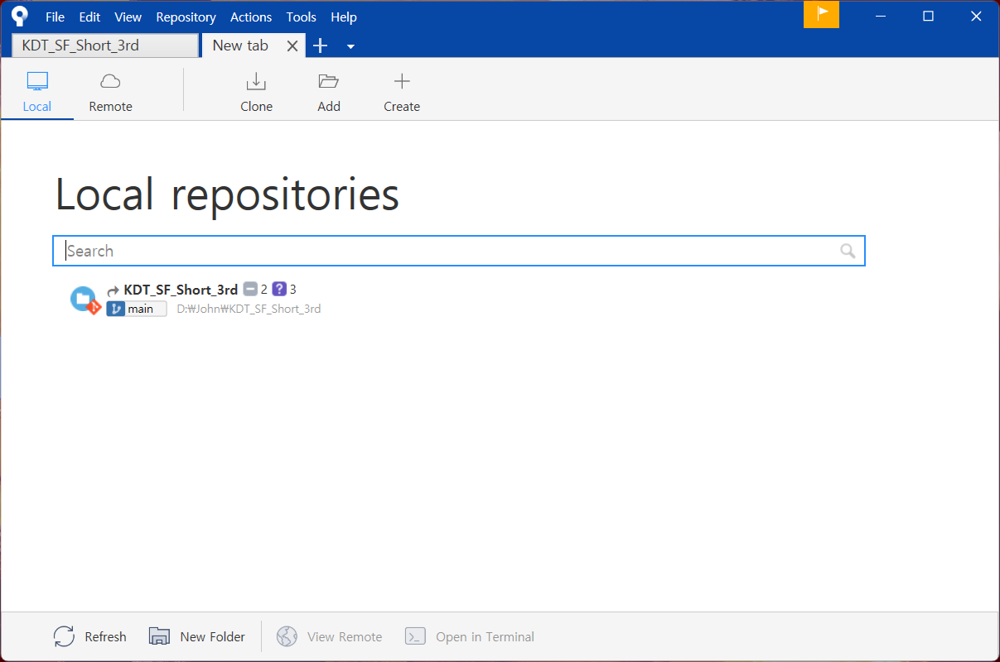 File Edit View Repository Actions Tools Help
KDT_SF_Short_3rd New tab
Local Remote Clone Add Create
Local repositories
Search
KDT_SF_Short_3rd 2 ? 3
main D:₩John₩KDT_SF_Short_3rd
Refresh New Folder View Remote Open in Terminal